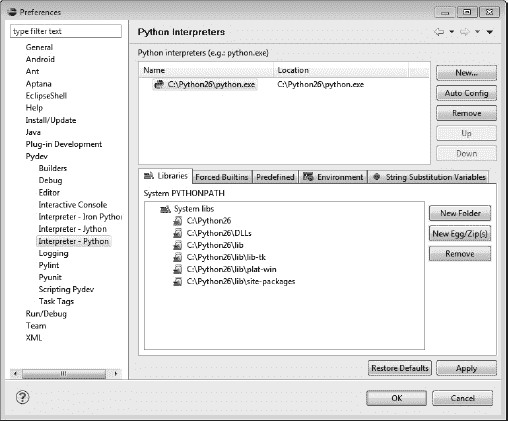 Preferences
type filter text
General
Android
Ant
Aptana
EclipseShell
Help
Install/Update
Java
Plug-in Development
Pydev
Builders
Debug
Editor
Interactive Console
Interpreter - Iron Python
Interpreter - Jython
Interpreter - Python
Logging
Pylint
Pyunit
Scripting Pydev
Task Tags
Run/Debug
Team
XML
Python Interpreters
Python interpreters (e.g.: python.exe)
Name Location
C:\Python26\python.exe C:\Python26\python.exe
New...
Auto Config
Remove
Up
Down
Libraries Forced Builtins Predefined Environment String Substitution Variables
System PYTHONPATH
System libs
C:\Python26
C:\Python26\DLLs
C:\Python26\lib
C:\Python26\lib\lib-tk
C:\Python26\lib\plat-win
C:\Python26\lib\site-packages
New Folder
New Egg/Zip(s)
Remove
Restore Defaults Apply
OK Cancel